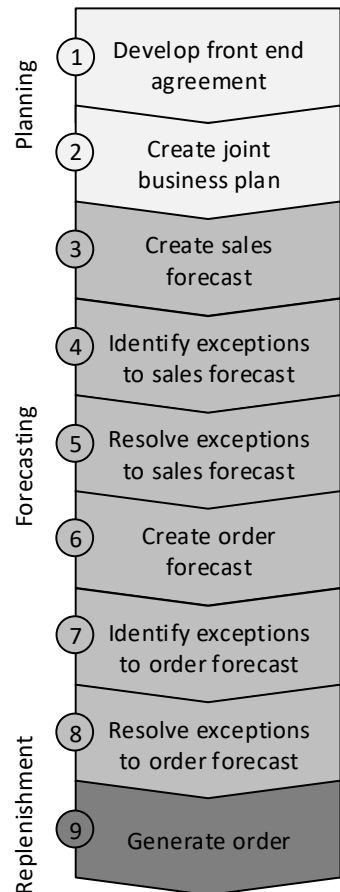 Planning
1
Develop front end
agreement
2
Create joint
business plan
Forecasting
3
Create sales
forecast
4
Identify exceptions
to sales forecast
5
Resolve exceptions
to sales forecast
6
Create order
forecast
7
Identify exceptions
to order forecast
8
Resolve exceptions
to order forecast
Replenishment
9
Generate order